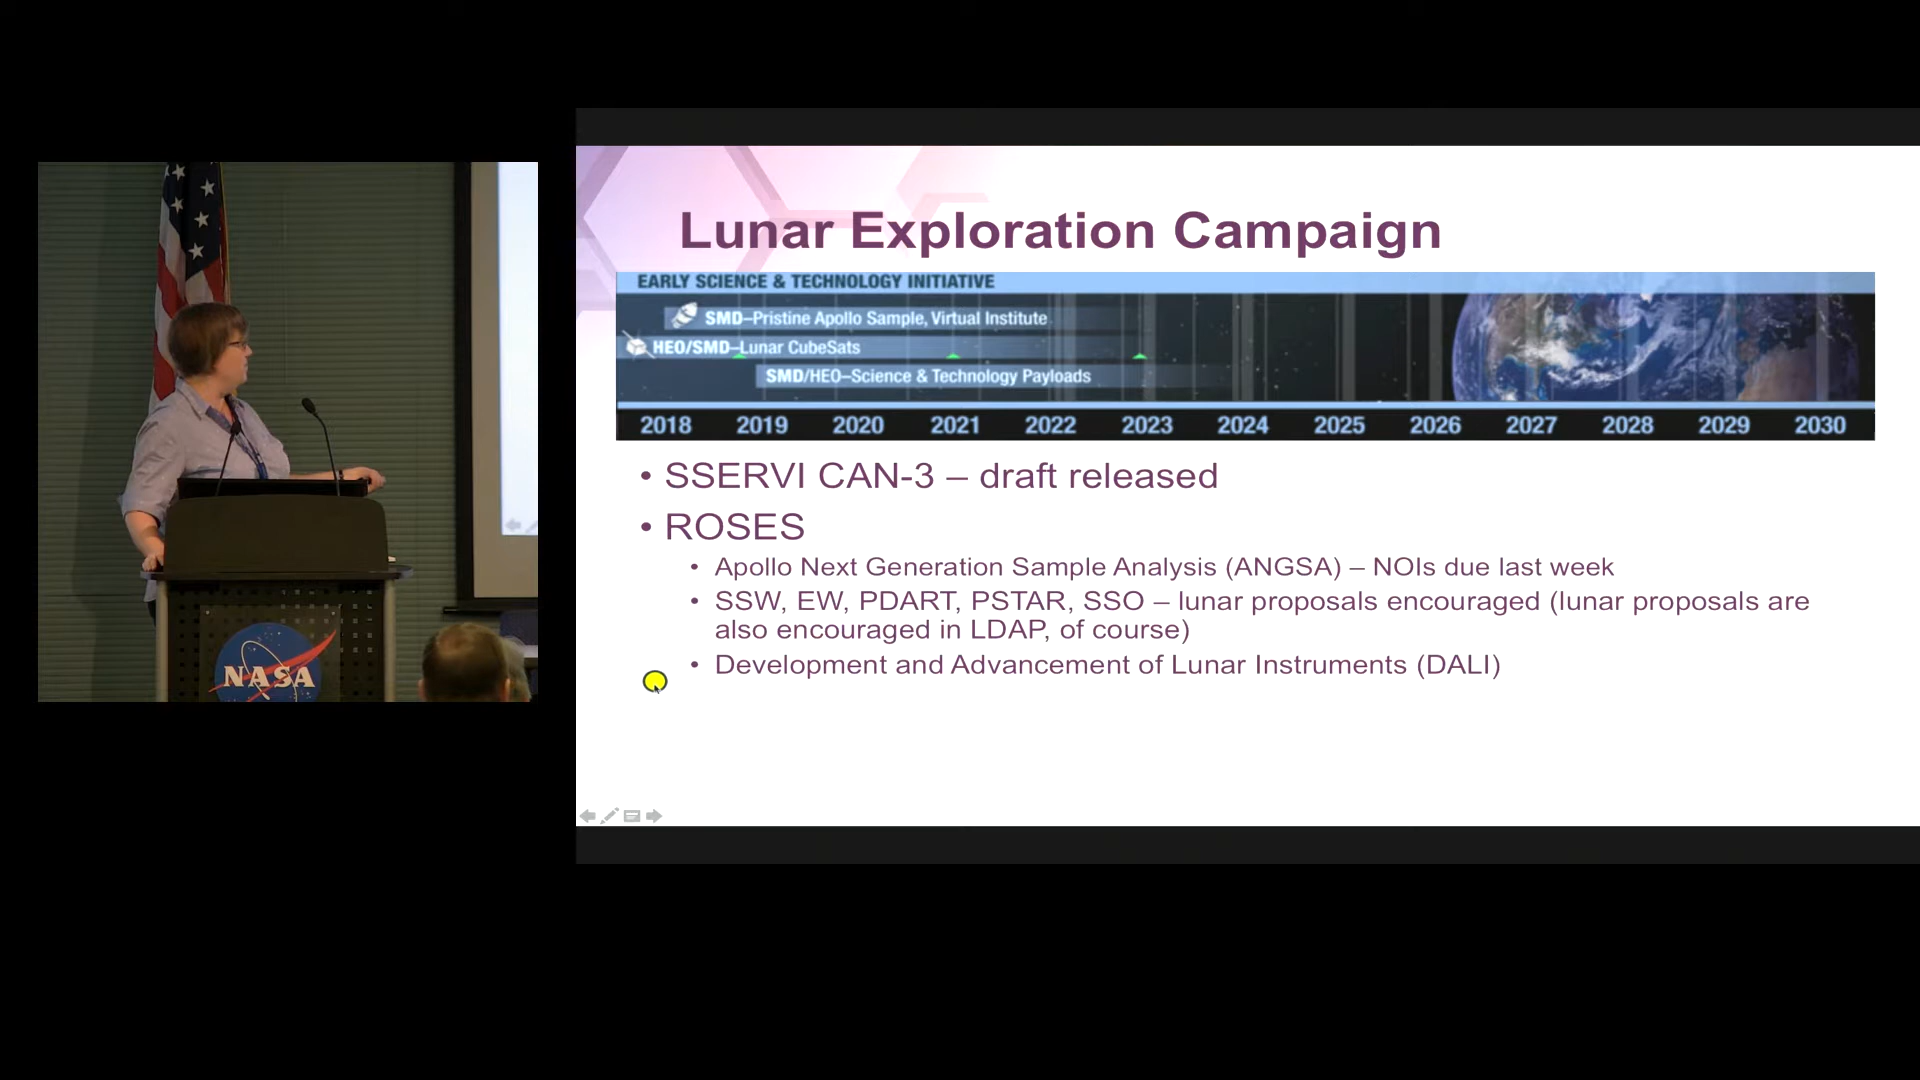 Lunar Exploration Campaign
EARLY SCIENCE & TECHNOLOGY INITIATIVE
SMD–Pristine Apollo Sample, Virtual Institute
HEO/SMD–Lunar CubeSats
SMD/HEO–Science & Technology Payloads
2018 2019 2020 2021 2022 2023 2024 2025 2026 2027 2028 2029 2030
• SSERVI CAN-3 – draft released
• ROSES
• Apollo Next Generation Sample Analysis (ANGSA) – NOIs due last week
• SSW, EW, PDART, PSTAR, SSO – lunar proposals encouraged (lunar proposals are
also encouraged in LDAP, of course)
• Development and Advancement of Lunar Instruments (DALI)
NASA